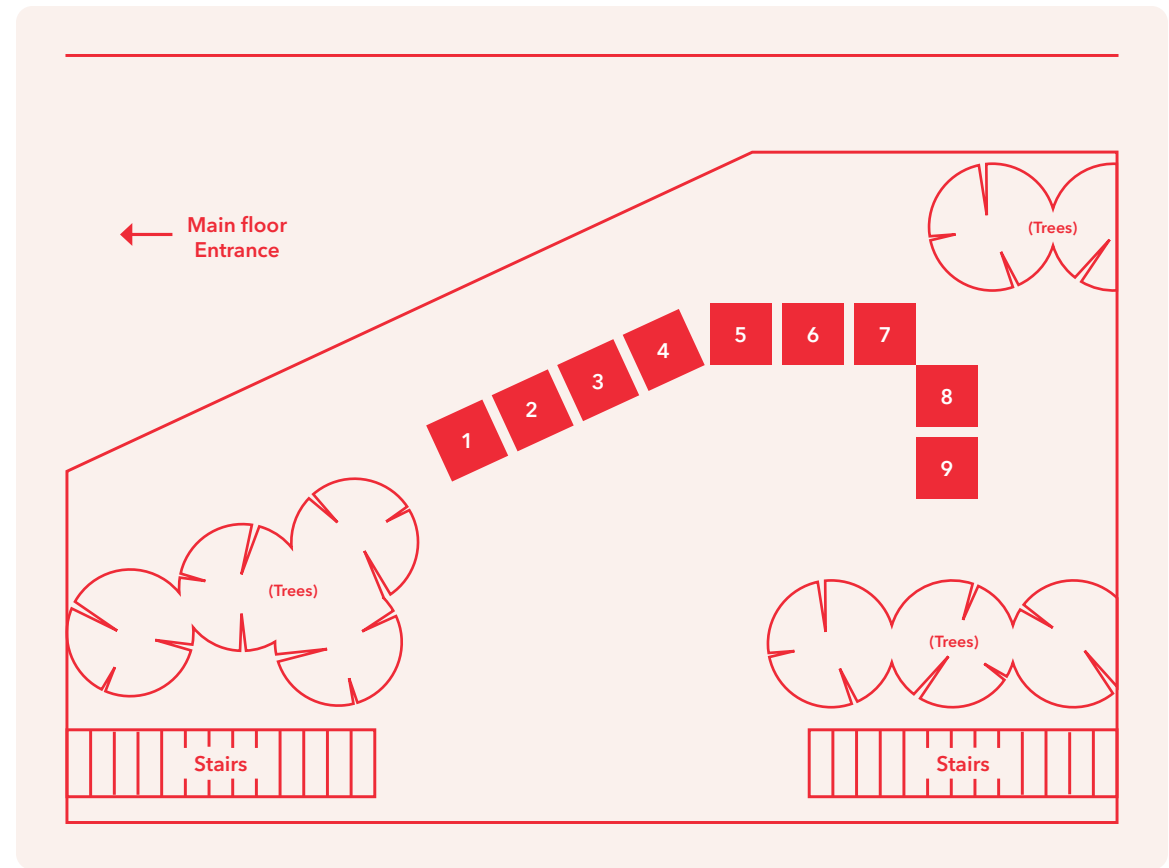 Main floor
Entrance
(Trees)
5
6
7
4
3
8
2
1
9
(Trees)
(Trees)
Stairs
Stairs